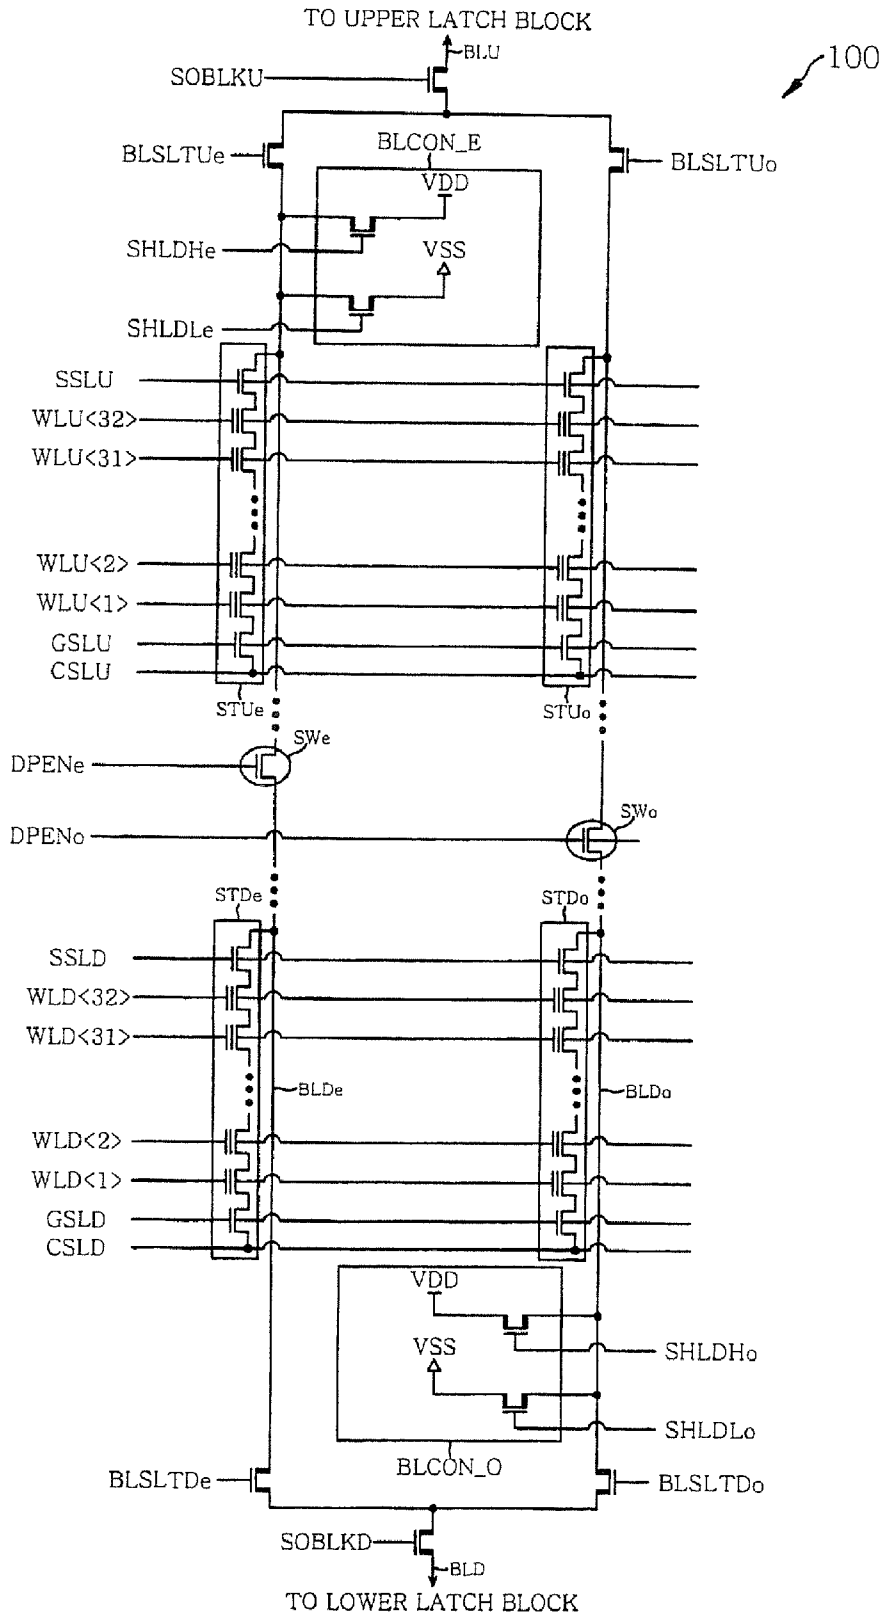 TO UPPER LATCH BLOCK
BLU
100
SOBLKU
BLSLTUe
BLCON_E
BLSLTUo
VDD
SHLDHe
VSS
SHLDLe
SSLU
WLU<32>
WLU<31>
WLU<2>
WLU<1>
GSLU
CSLU
STUe
STUo
SWe
DPENe
SWo
DPENo
STDe
STDo
SSLD
WLD<32>
WLD<31>
BLDe
BLDo
WLD<2>
WLD<1>
GSLD
CSLD
VDD
VSS
SHLDHo
SHLDLo
BLCON_O
BLSLTDe
BLSLTDo
SOBLKD
BLD
TO LOWER LATCH BLOCK